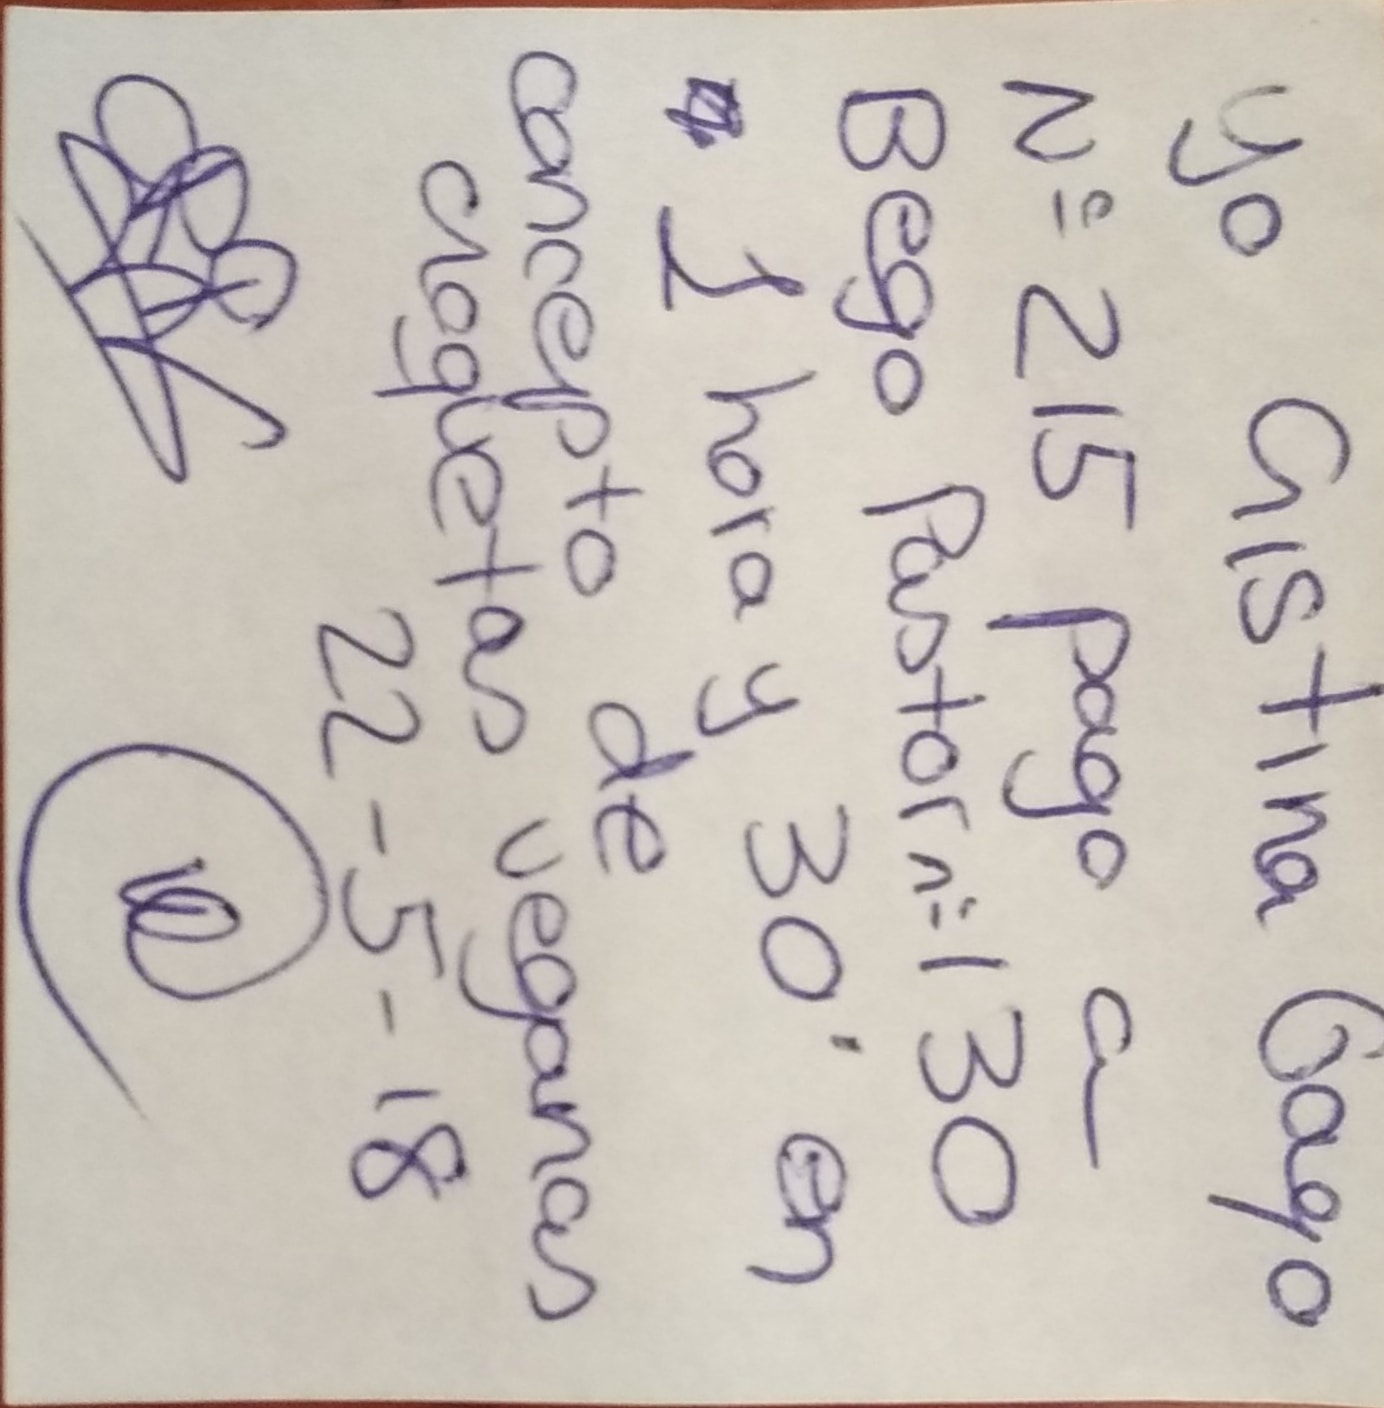 Yo Cristina Gago
Nº 215 pago a
Bego Pastor nº 130
1 hora y 30' en
concepto de
croquetas veganas
22-5-18